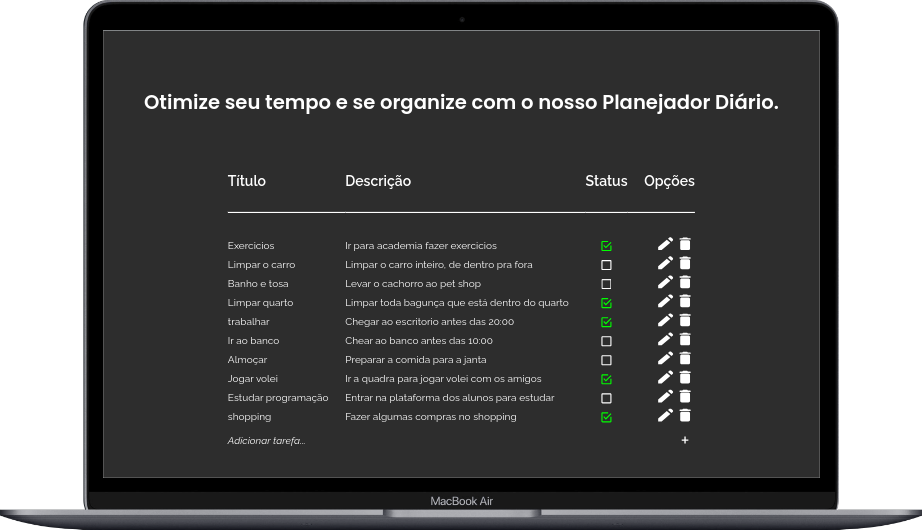 Otimize seu tempo e se organize com o nosso Planejador Diário.
Título Descrição Status Opções
Exercicios Ir para academia fazer exercicios
Limpar o carro Limpar o carro inteiro, de dentro pra fora
Banho e tosa Levar o cachorro ao pet shop
Limpar quarto Limpar toda bagunça que está dentro do quarto
trabalhar Chegar ao escritorio antes das 20:00
Ir ao banco Chear ao banco antes das 10:00
Almoçar Preparar a comida para a janta
Jogar volei Ir a quadra para jogar volei com os amigos
Estudar programação Entrar na plataforma dos alunos para estudar
shopping Fazer algumas compras no shopping
Adicionar tarefa... +
MacBook Air